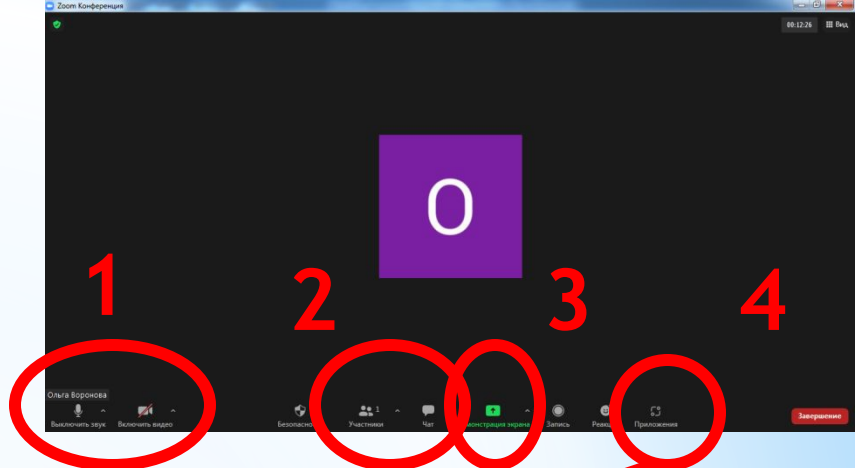 Zoom Конференция
00:12:26 Вид
O
1
2
3
4
Ольга Воронова
1
Выключить звук Включить видео Участники Чат Запись Приложения Завершение